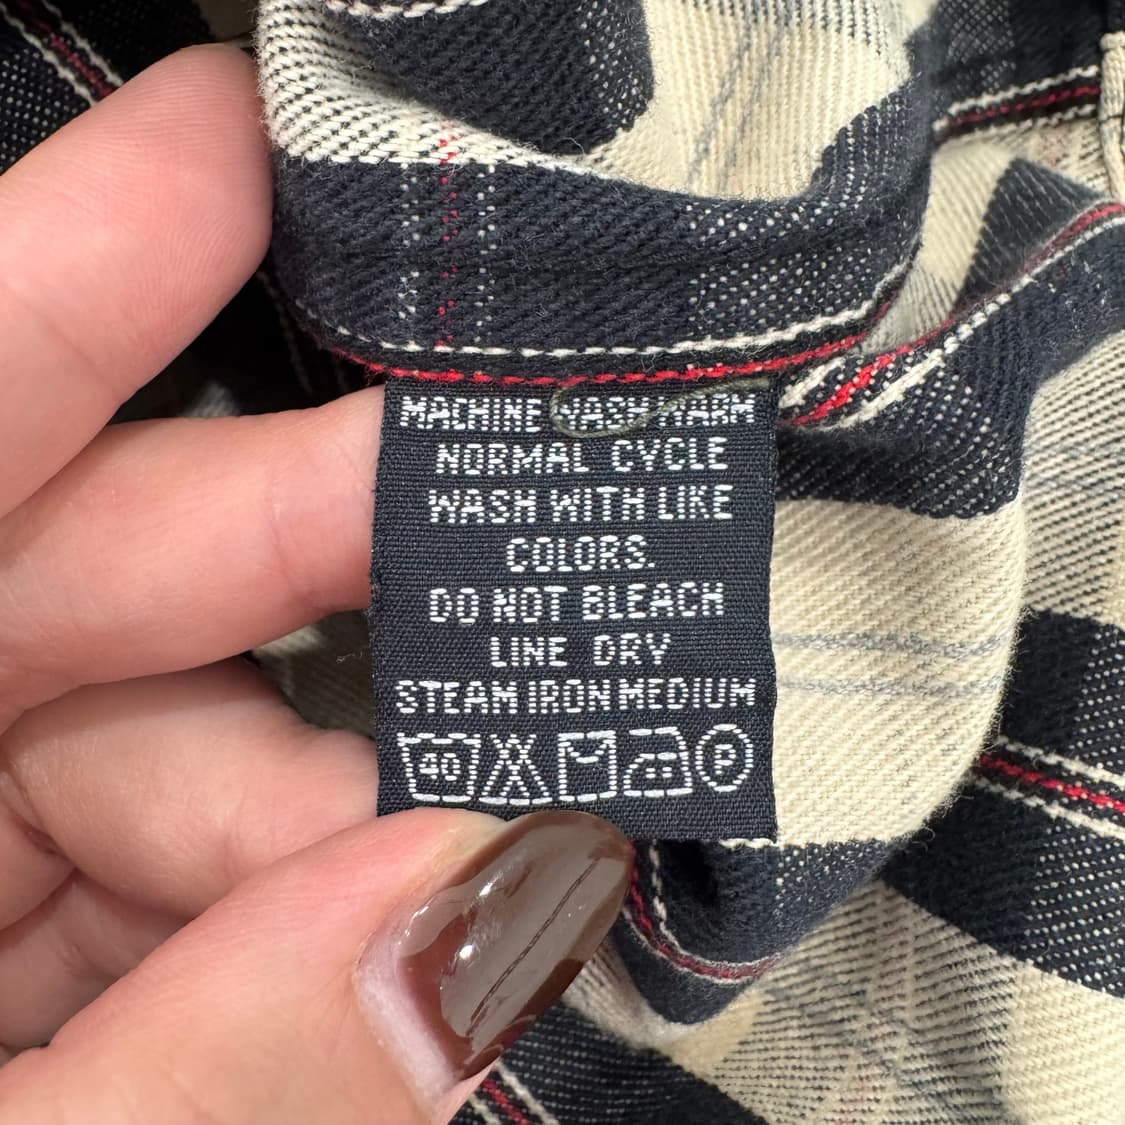 MACHINE WASH WARM
NORMAL CYCLE
WASH WITH LIKE
COLORS.
DO NOT BLEACH
LINE DRY
STEAM IRON MEDIUM
40 P